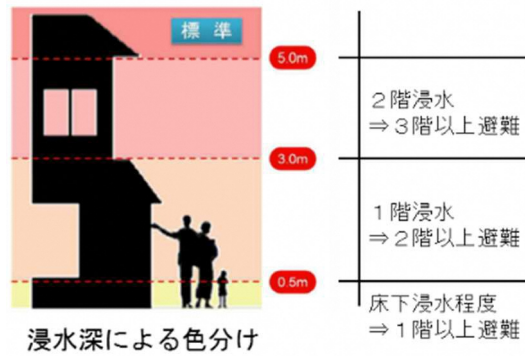 標 準
5.0m
２階浸水
⇒３階以上避難
3.0m
１階浸水
⇒２階以上避難
0.5m
床下浸水程度
⇒１階以上避難
浸水深による色分け